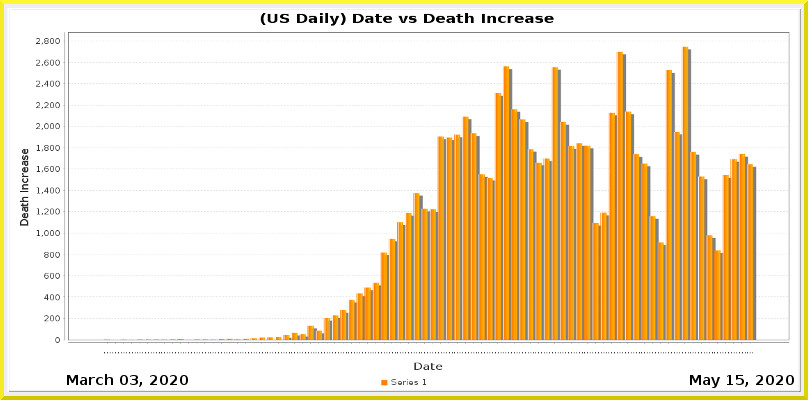 (US Daily) Date vs Death Increase
2,800
2,600
2,400
2,200
2,000
1,800
1,600
1,400
1,200
1,000
800
600
400
200
0
Death Increase
Date
March 03, 2020
Series 1
May 15, 2020